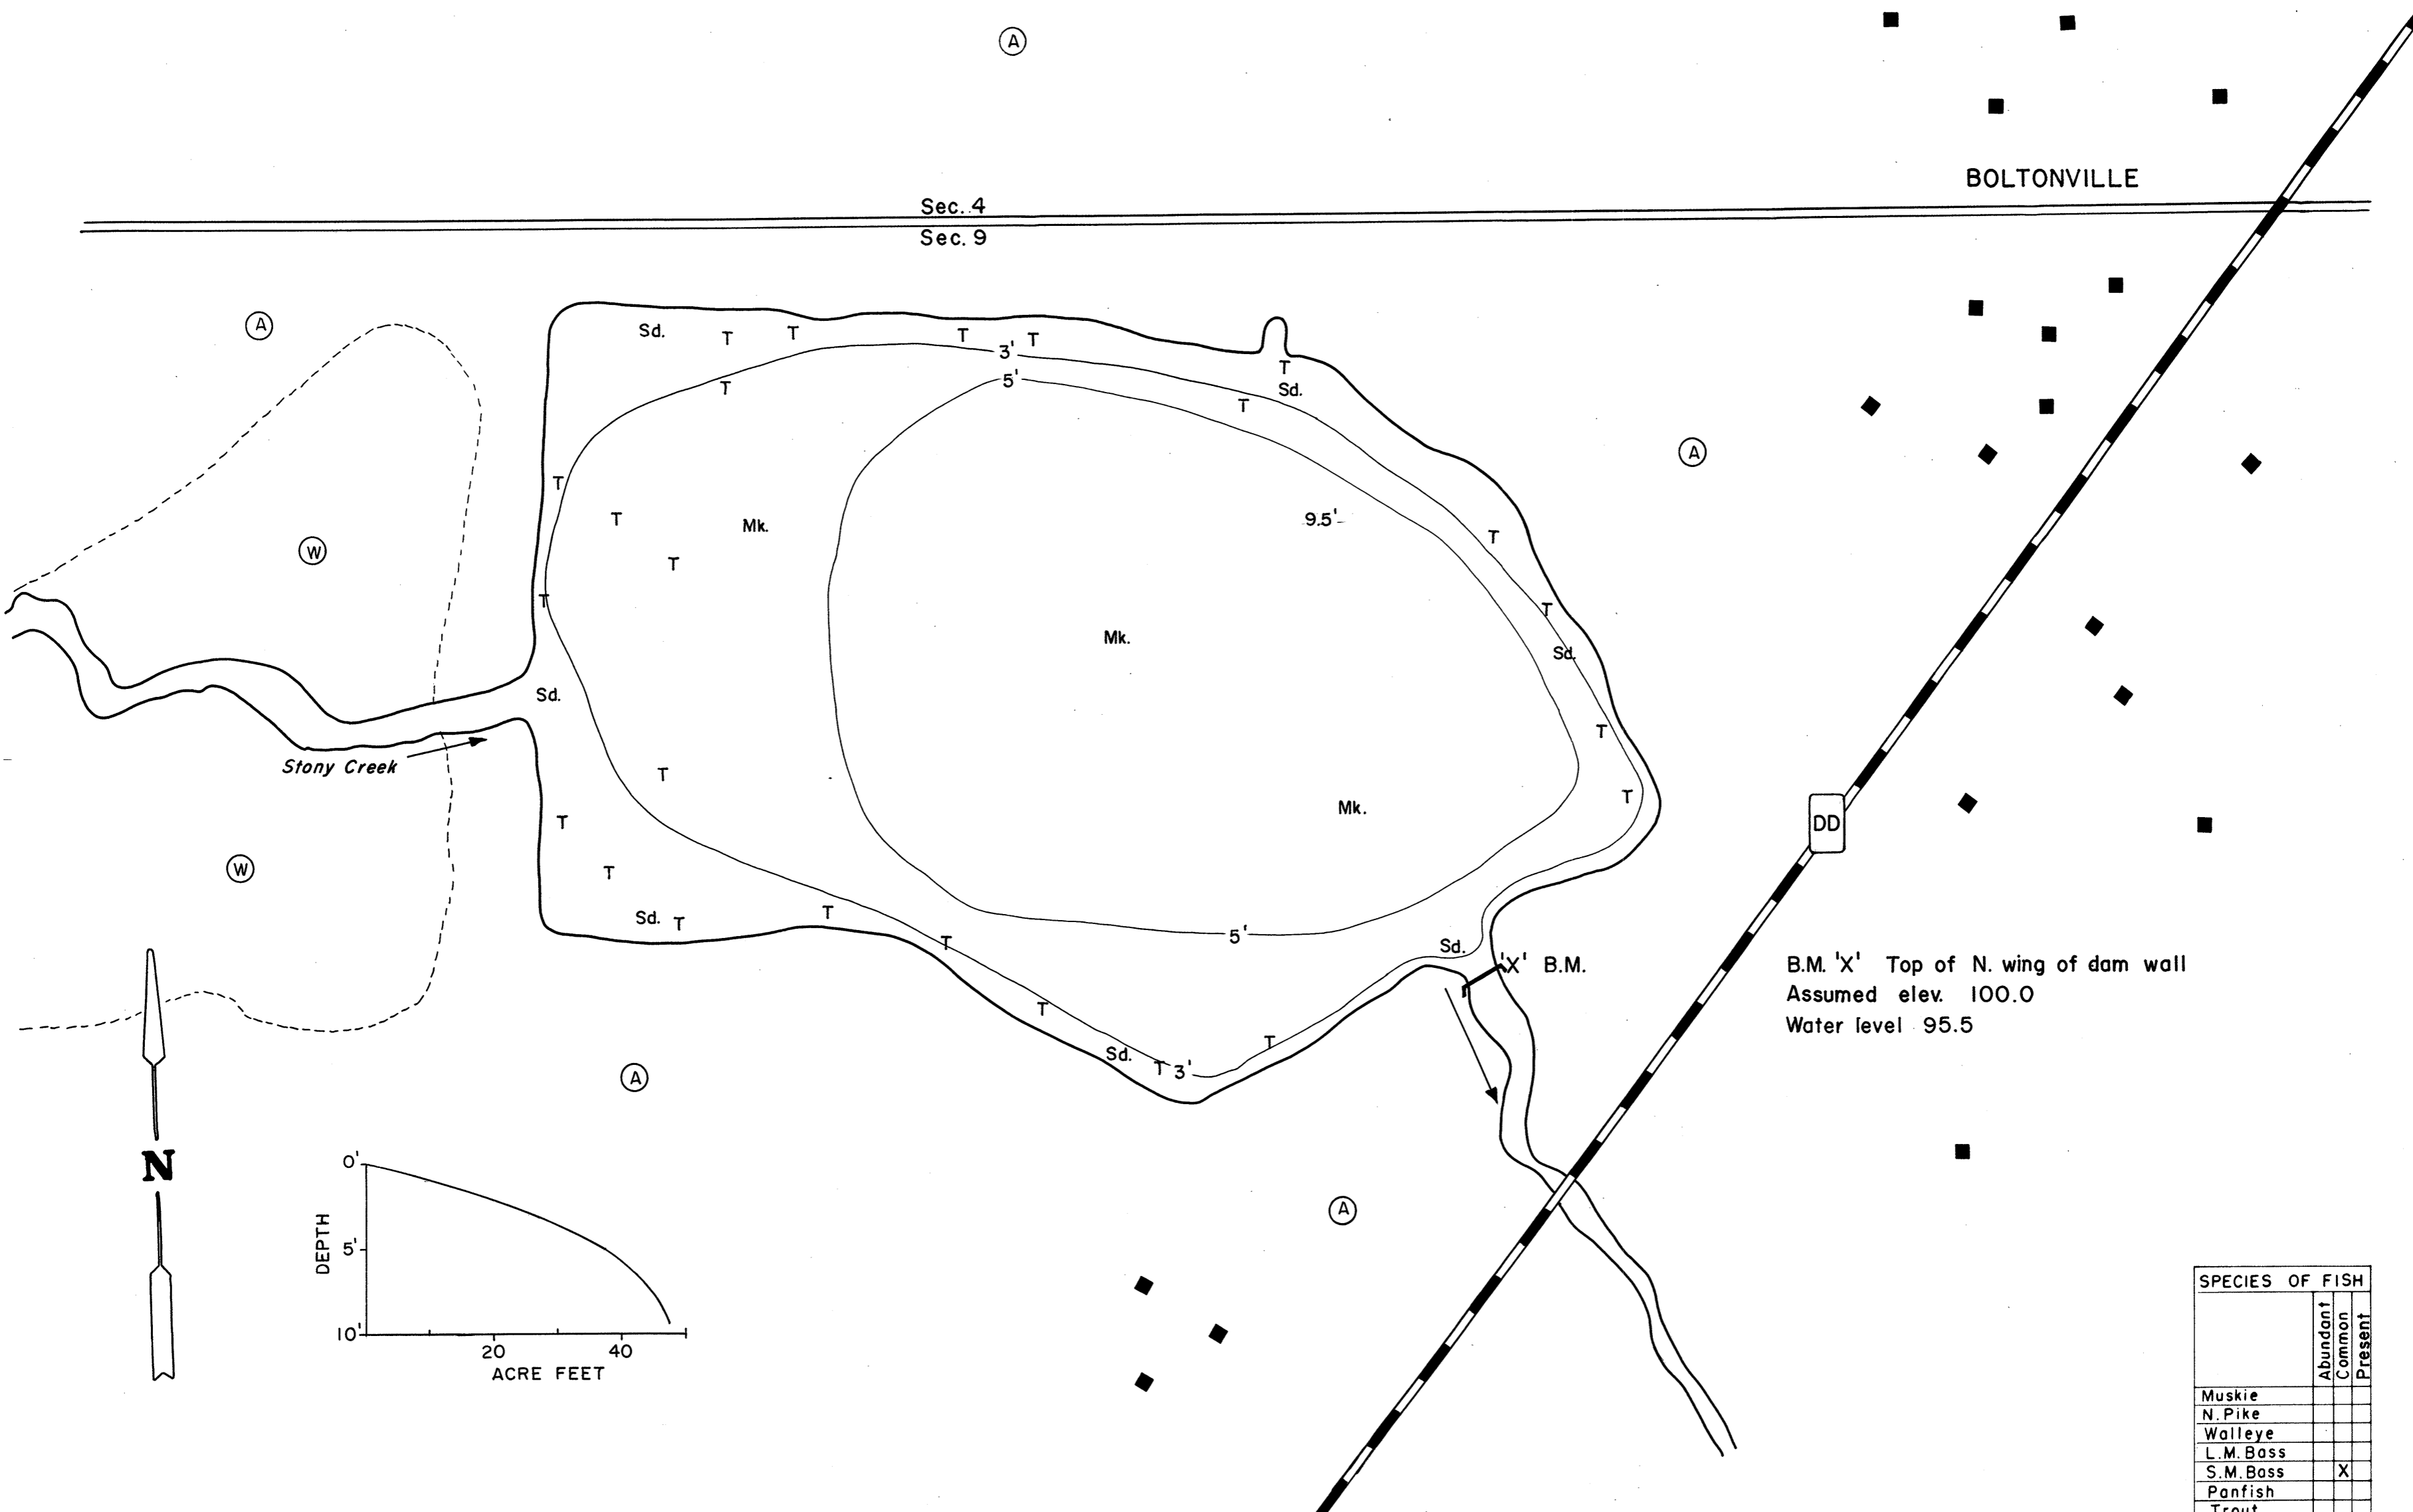 A
BOLTONVILLE
Sec. 4
Sec. 9
A
Sd.
T
T
T
T
3'
T
5'
T
Sd.
T
A
T
T
Mk.
9.5'
T
W
T
T
T
Mk.
Sd.
Sd.
T
Stony Creek
T
T
Mk.
T
DD
W
T
Sd.
T
T
T
5'
Sd.
'X' B.M.
B.M. 'X' Top of N. wing of dam wall
Assumed elev. 100.0
Water level 95.5
T
T
Sd.
T
3'
A
N
A
0'
5'
10'
DEPTH
20
40
ACRE FEET
SPECIES OF FISH
Abundant
Common
Present
Muskie
N. Pike
Walleye
L.M. Bass
S.M. Bass X
Panfish
Trout